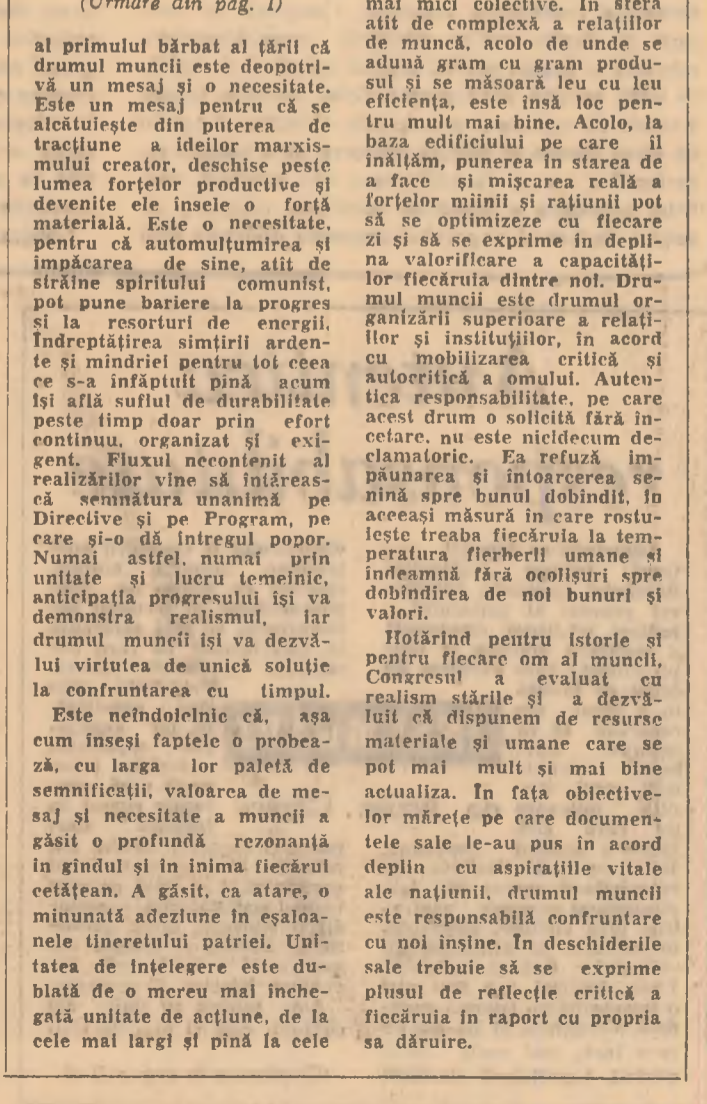 (Urmare din pag. I)
al primului bărbat al țării că
drumul muncii este deopotri-
vă un mesaj și o necesitate.
Este un mesaj pentru că se
alcătuiește din puterea de
tracțiune a ideilor marxis-
mului creator, deschise peste
lumea forțelor productive și
devenite ele însele o forță
materială. Este o necesitate,
pentru că automulțumirea și
împăcarea de sine, atît de
străine spiritului comunist,
pot pune bariere la progres
și la resorturi de energii.
Îndreptățirea simțirii arden-
te și mîndriei pentru tot ceea
ce s-a înfăptuit pînă acum
își află suflul de durabilitate
peste timp doar prin efort
continuu, organizat și exi-
gent. Fluxul necontenit al
realizărilor vine să întăreas-
că semnătura unanimă pe
Directive și pe Program, pe
care și-o dă întregul popor.
Numai astfel, numai prin
unitate și lucru temeinic,
anticipația progresului își va
demonstra realismul, iar
drumul muncii își va dezvă-
lui virtutea de unică soluție
la confruntarea cu timpul.
Este neîndoielnic că, așa
cum înseși faptele o probea-
ză, cu larga lor paletă de
semnificații, valoarea de me-
saj și necesitate a muncii a
găsit o profundă rezonanță
în gîndul și în inima fiecărui
cetățean. A găsit, ca atare, o
minunată adeziune în eșaloa-
nele tineretului patriei. Uni-
tatea de înțelegere este du-
blată de o mereu mai închе-
gată unitate de acțiune, de la
cele mai largi și pînă la cele
mai mici colective. În sfera
atît de complexă a relațiilor
de muncă, acolo de unde se
adună gram cu gram produ-
sul și se măsoară leu cu leu
eficiența, este însă loc pen-
tru mult mai bine. Acolo, la
baza edificiului pe care îl
înălțăm, punerea în starea de
a face și mișcarea reală a
forțelor mîinii și rațiunii pot
să se optimizeze cu fiecare
zi și să se exprime în depli-
na valorificare a capacități-
lor fiecăruia dintre noi. Dru-
mul muncii este drumul or-
ganizării superioare a relați-
ilor și instituțiilor, în acord
cu mobilizarea critică și
autocritică a omului. Auten-
tica responsabilitate, pe care
acest drum o solicită fără în-
cetare, nu este nicidecum de-
clamatoric. Ea refuză îm-
păunarea și întoarcerea se-
nină spre bunul dobîndit, în
aceeași măsură în care rostu-
iește treaba fiecăruia la tem-
peratura fierberii umane și
îndeamnă fără ocolișuri spre
dobîndirea de noi bunuri și
valori.
Hotărînd pentru istorie și
pentru fiecare om al muncii,
Congresul a evaluat cu
realism stările și a dezvă-
luit că dispunem de resurse
materiale și umane care se
pot mai mult și mai bine
actualiza. În fața obiective-
lor mărețe pe care documen-
tele sale le-au pus în acord
deplin cu aspirațiile vitale
ale națiunii, drumul muncii
este responsabilă confruntare
cu noi înșine. În deschiderile
sale trebuie să se exprime
plusul de reflecție critică a
fiecăruia în raport cu propria
sa dăruire.